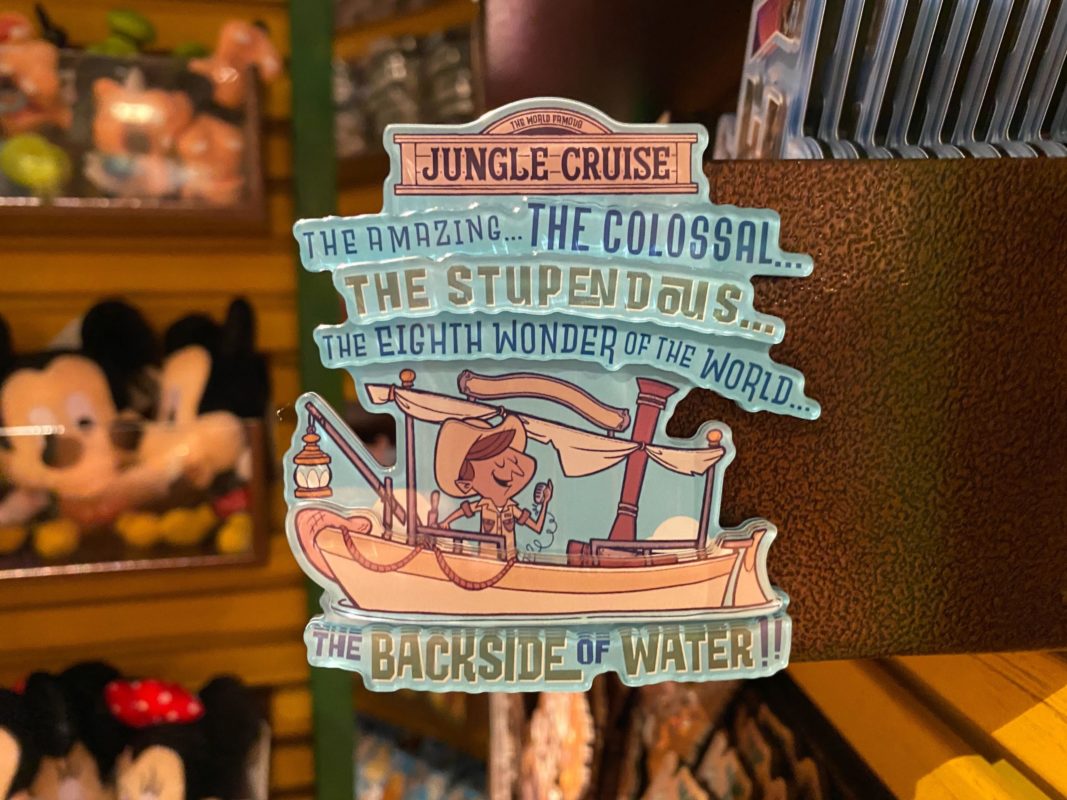 THE WORLD FAMOUS
JUNGLE CRUISE
THE AMAZING... THE COLOSSAL...
THE STUPENDOUS...
THE EIGHTH WONDER OF THE WORLD...
THE BACKSIDE OF WATER!!